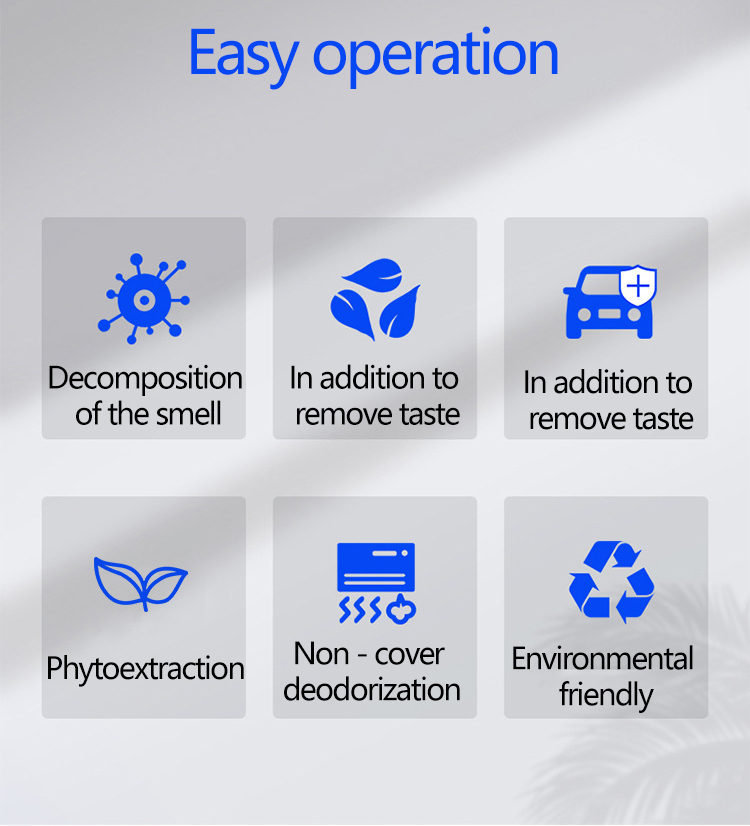 Easy operation
Decomposition
of the smell
In addition to
remove taste
In addition to
remove taste
Phytoextraction
Non - cover
deodorization
Environmental
friendly